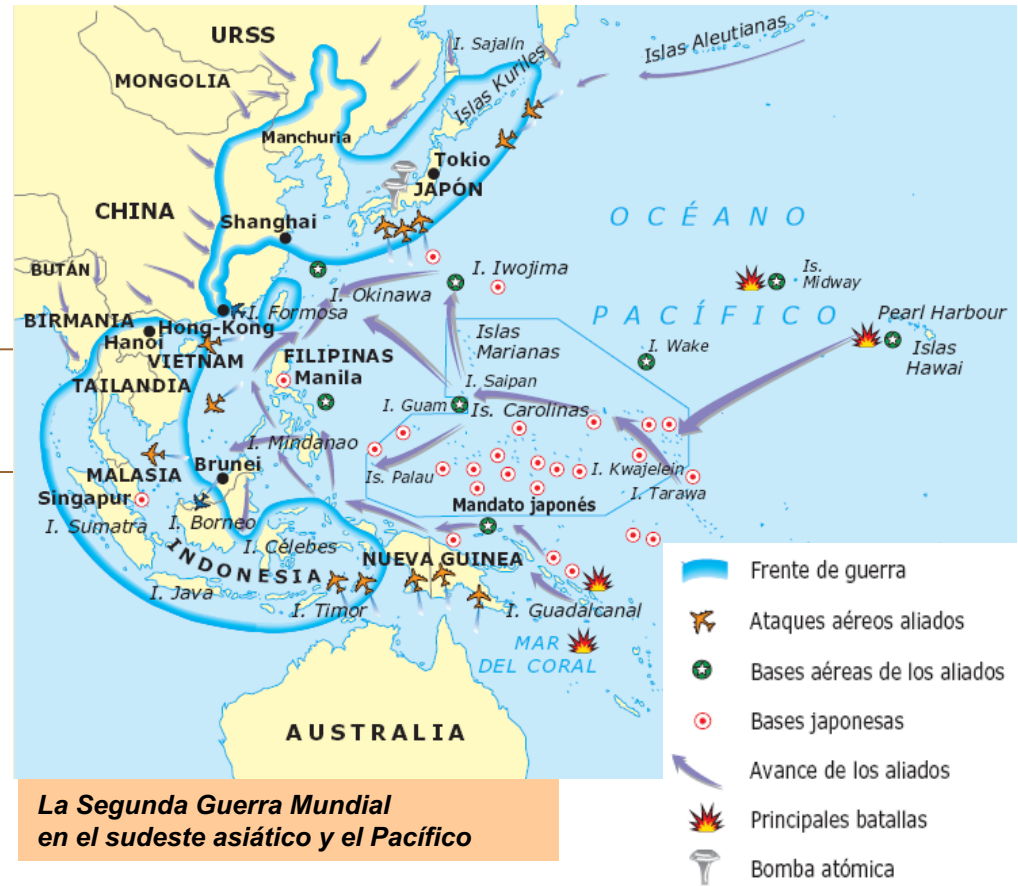 URSS
I. Sajalín
Islas Aleutianas
MONGOLIA
Islas Kuriles
Manchuria
Tokio
JAPÓN
CHINA
Shanghai
OCÉANO
BUTÁN
I. Iwojima
Is.
Midway
I. Okinawa
PACÍFICO
Pearl Harbour
BIRMANIA
I. Formosa
Hong-Kong
Hanoi
VIETNAM
Islas
Marianas
I. Wake
Islas
Hawai
FILIPINAS
Manila
TAILANDIA
I. Saipan
I. Guam
Is. Carolinas
I. Mindanao
MALASIA
Brunei
Is. Palau
I. Kwajelein
Singapur
I. Tarawa
Mandato japonés
I. Sumatra
I. Borneo
I. Célebes
NUEVA GUINEA
INDONESIA
I. Java
I. Timor
I. Guadalcanal
MAR
DEL CORAL
AUSTRALIA
Frente de guerra
Ataques aéreos aliados
Bases aéreas de los aliados
Bases japonesas
Avance de los aliados
Principales batallas
Bomba atómica
La Segunda Guerra Mundial
en el sudeste asiático y el Pacífico